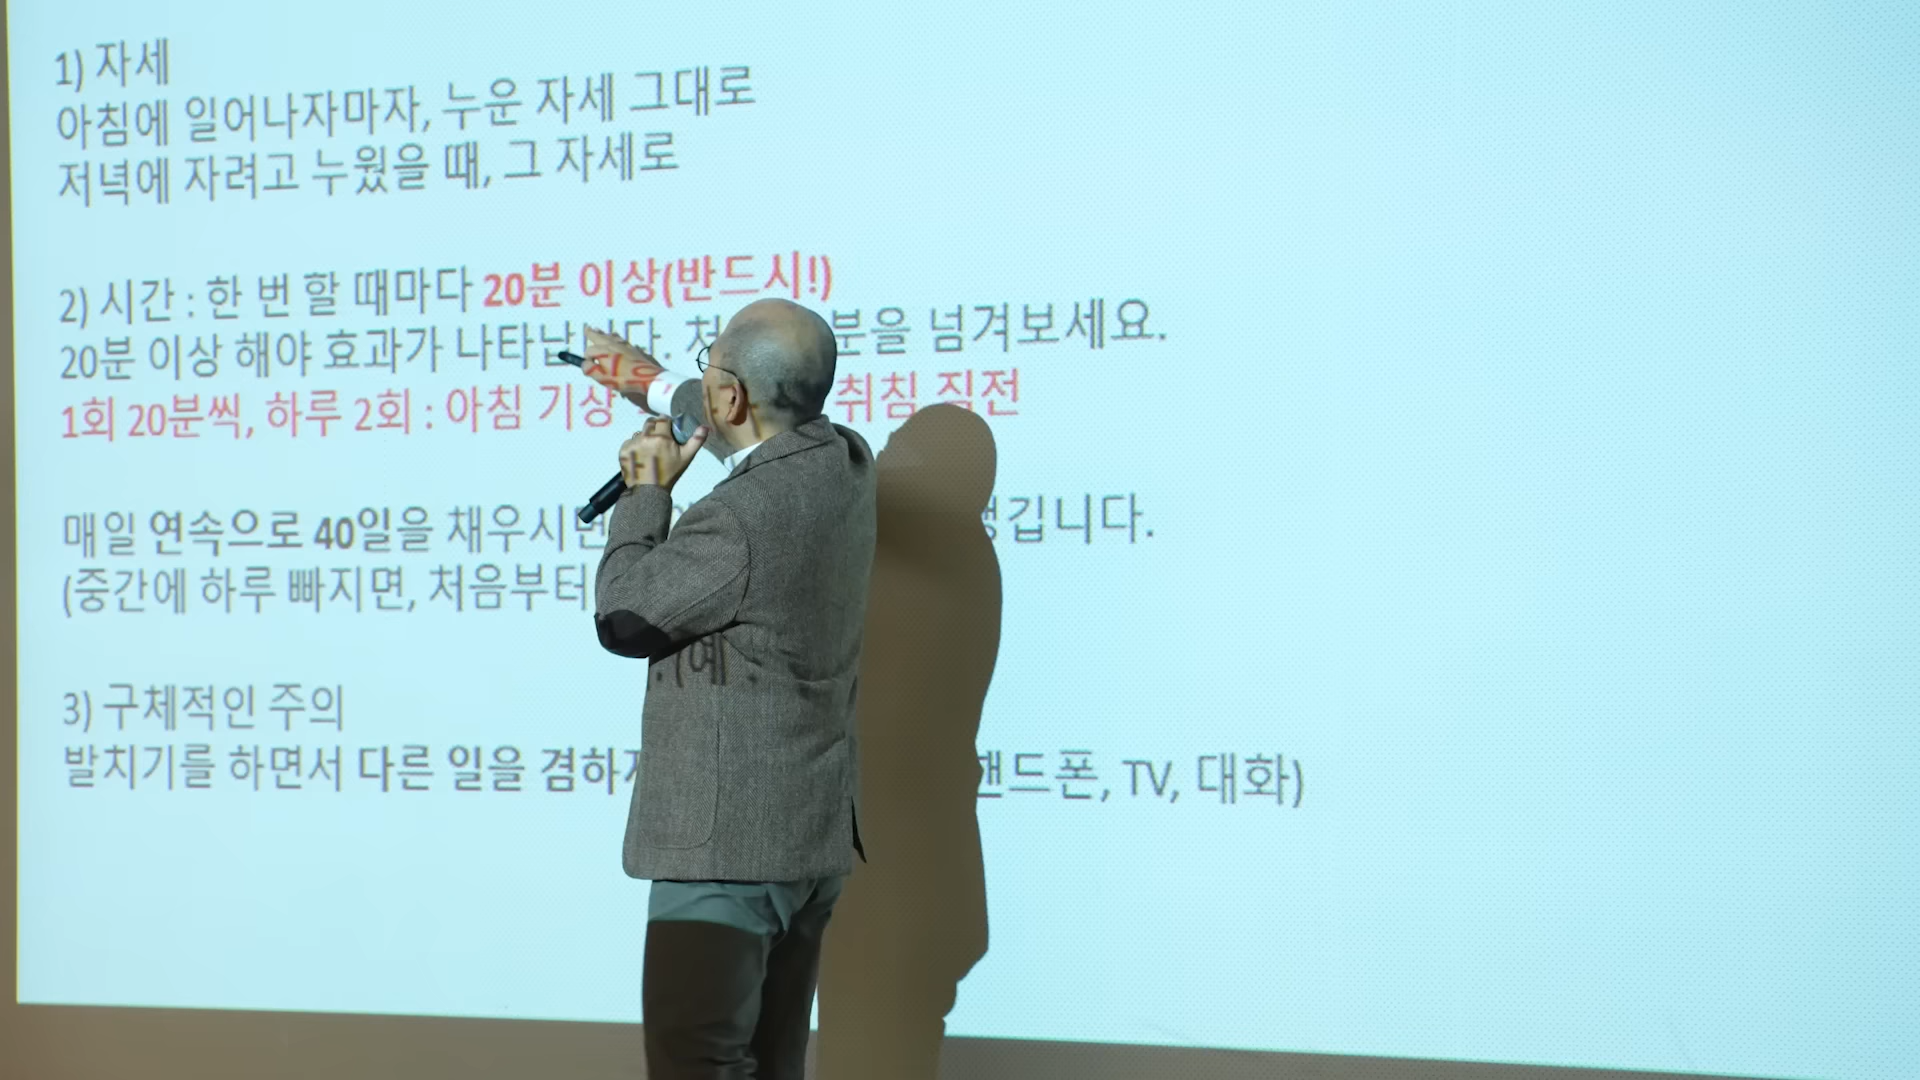 1) 자세
아침에 일어나자마자, 누운 자세 그대로
저녁에 자려고 누웠을 때, 그 자세로
2) 시간 : 한 번 할 때마다 20분 이상(반드시!)
20분 이상 해야 효과가 나타납니다. 분을 넘겨보세요.
1회 20분씩, 하루 2회 : 아침 기상 직후, 취침 직전
매일 연속으로 40일을 채우시면
(중간에 하루 빠지면, 처음부터
3) 구체적인 주의
발치기를 하면서 다른 일을 (예 핸드폰, TV, 대화)